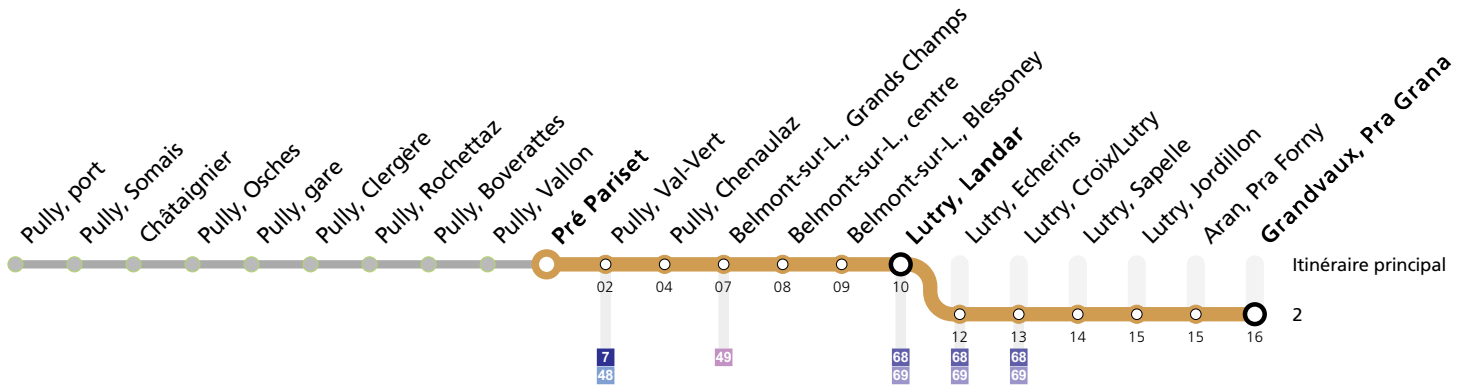 Pully, port
Pully, Somais
Châtaignier
Pully, Osches
Pully, gare
Pully, Clergère
Pully, Rochettaz
Pully, Boverattes
Pully, Vallon
Pré Pariset
Pully, Val-Vert
Pully, Chenaulaz
Belmont-sur-L., Grands Champs
Belmont-sur-L., centre
Belmont-sur-L., Blessoney
Lutry, Landar
Lutry, Echerins
Lutry, Croix/Lutry
Lutry, Sapelle
Lutry, Jordillon
Aran, Pra Forny
Grandvaux, Pra Grana
Itinéraire principal
02 04 07 08 09 10
2
12 13 14 15 15 16
7 49 68 68 68
48 69 69 69